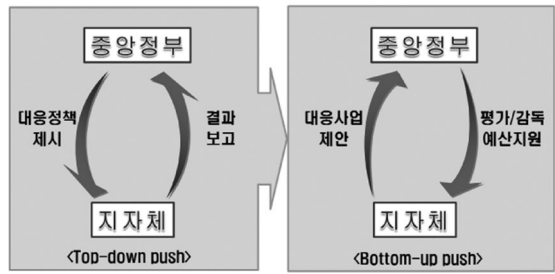 중앙정부
대응정책
제시
결과
보고
지자체
<Top-down push>
중앙정부
대응사업
제안
평가/감독
예산지원
지자체
<Bottom-up push>